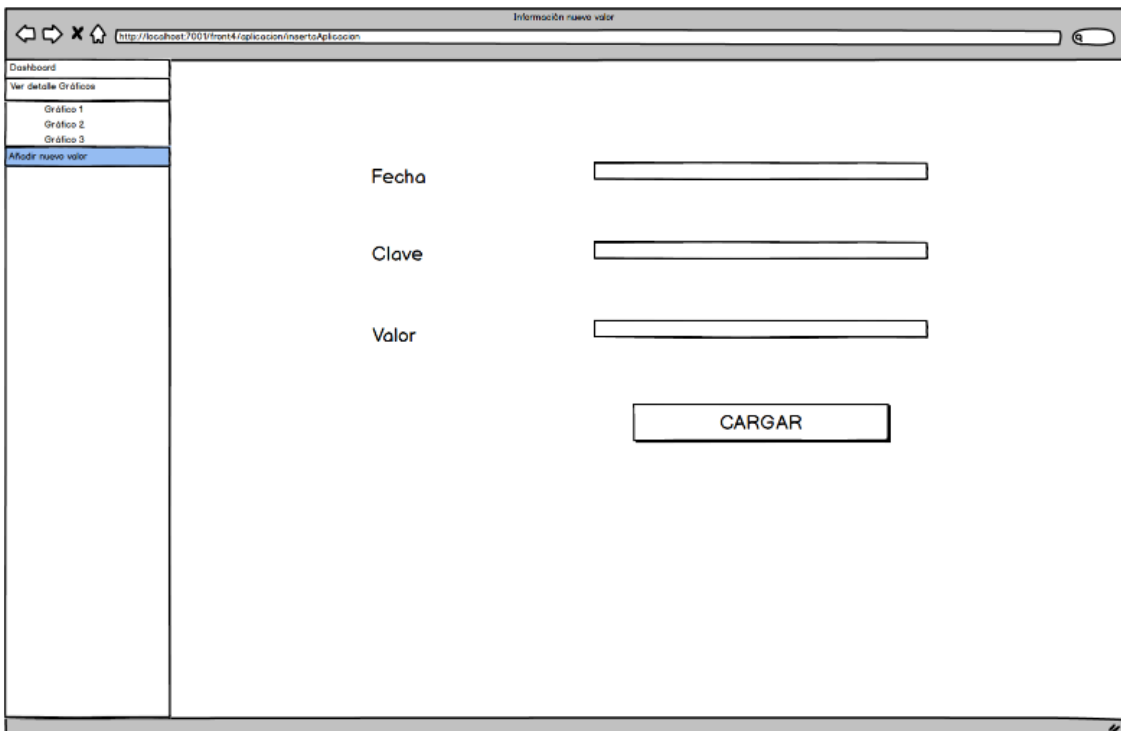 Información nuevo valor
http://localhost:7001/front4/aplicacion/insertaAplicacion
Dashboard
Ver detalle Gráficos
Gráfico 1
Gráfico 2
Gráfico 3
Añadir nuevo valor
Fecha
Clave
Valor
CARGAR